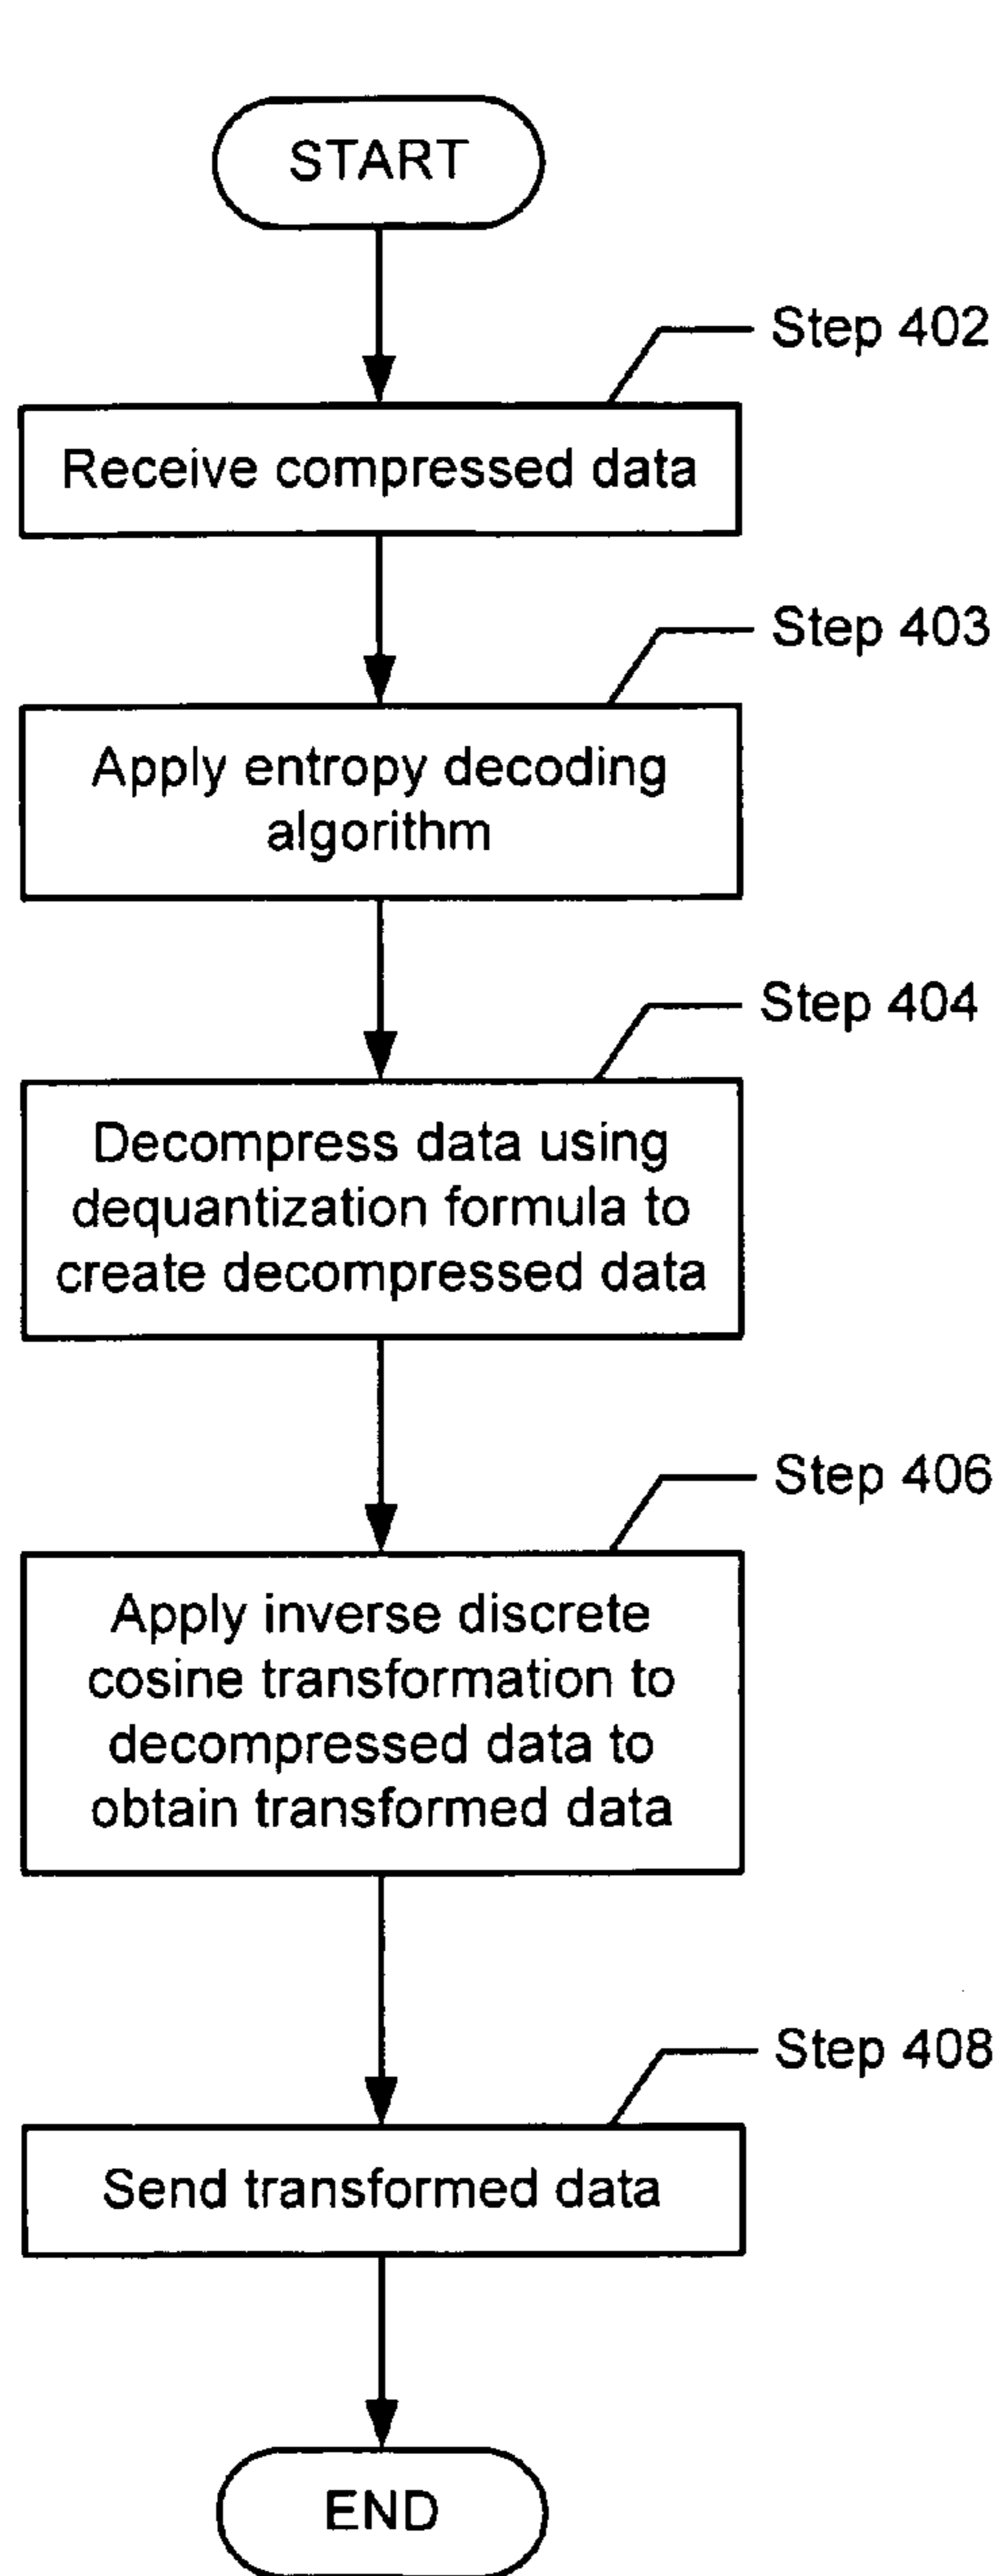 START
Step 402
Receive compressed data
Step 403
Apply entropy decoding
algorithm
Step 404
Decompress data using
dequantization formula to
create decompressed data
Step 406
Apply inverse discrete
cosine transformation to
decompressed data to
obtain transformed data
Step 408
Send transformed data
END